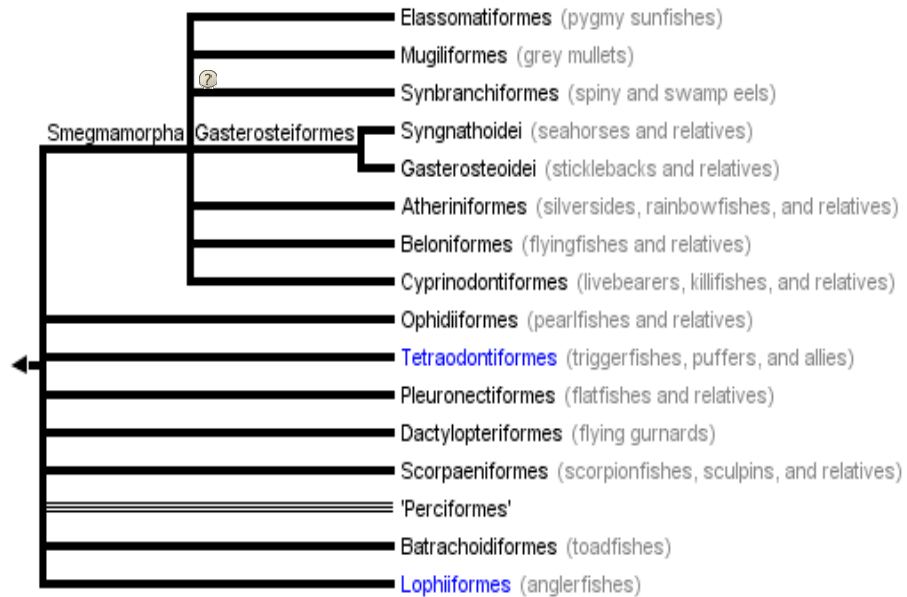 Elassomatiformes (pygmy sunfishes)
Mugiliformes (grey mullets)
?
Synbranchiformes (spiny and swamp eels)
Smegmamorpha Gasterosteiformes
Syngnathoidei (seahorses and relatives)
Gasterosteoidei (sticklebacks and relatives)
Atheriniformes (silversides, rainbowfishes, and relatives)
Beloniformes (flyingfishes and relatives)
Cyprinodontiformes (livebearers, killifishes, and relatives)
Ophidiiformes (pearlfishes and relatives)
Tetraodontiformes (triggerfishes, puffers, and allies)
Pleuronectiformes (flatfishes and relatives)
Dactylopteriformes (flying gurnards)
Scorpaeniformes (scorpionfishes, sculpins, and relatives)
'Perciformes'
Batrachoidiformes (toadfishes)
Lophiiformes (anglerfishes)